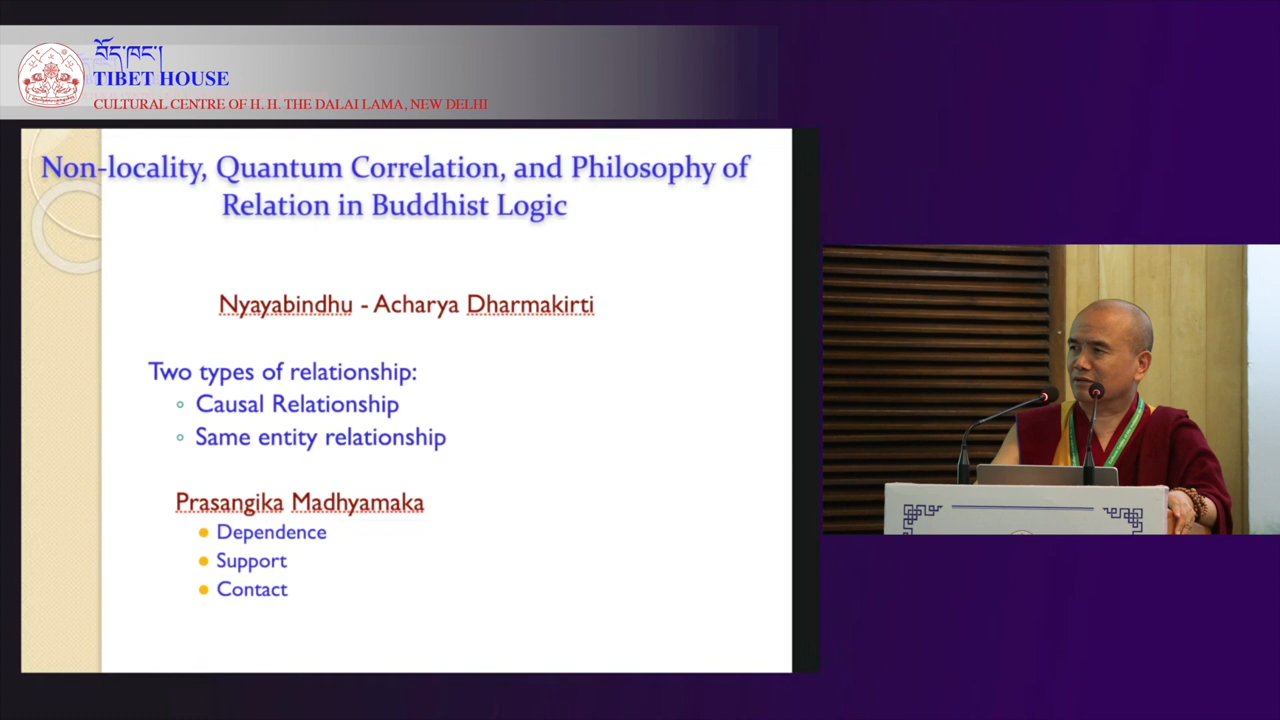 བོད་ཁང་།
TIBET HOUSE
CULTURAL CENTRE OF H. H. THE DALAI LAMA, NEW DELHI
Non-locality, Quantum Correlation, and Philosophy of
Relation in Buddhist Logic
Nyayabindhu - Acharya Dharmakirti
Two types of relationship:
Causal Relationship
Same entity relationship
Prasangika Madhyamaka
Dependence
Support
Contact